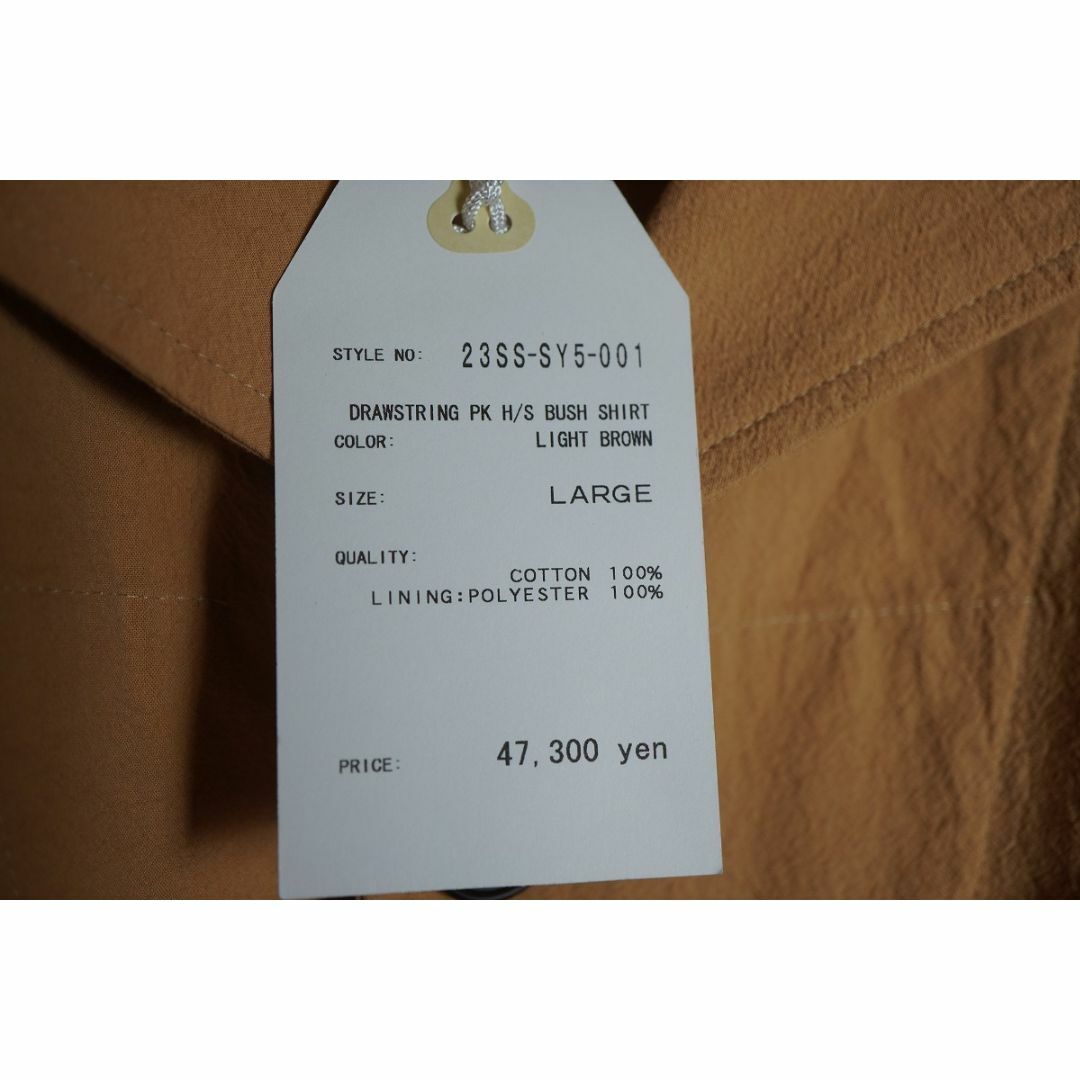 STYLE NO: 23SS-SY5-001
DRAWSTRING PK H/S BUSH SHIRT
COLOR: LIGHT BROWN
SIZE: LARGE
QUALITY:
COTTON 100%
LINING:POLYESTER 100%
PRICE: 47,300 yen